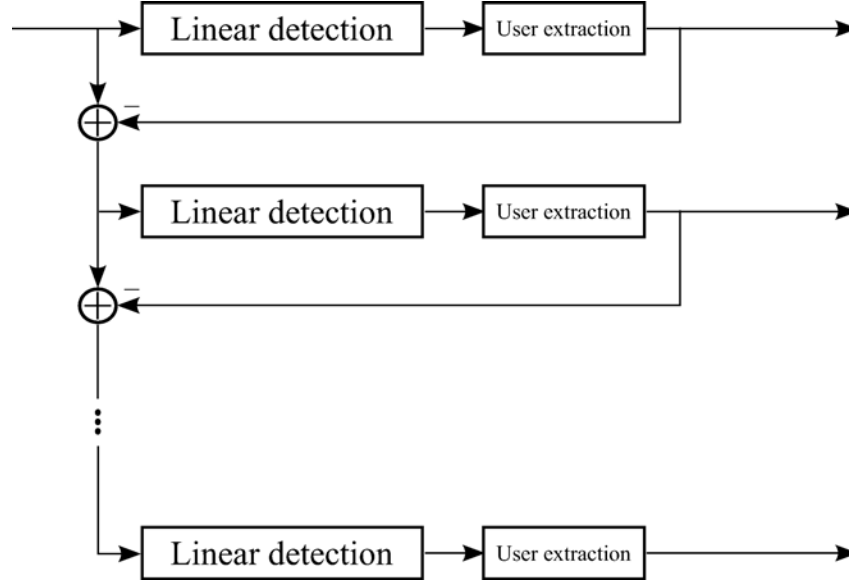 Linear detection
User extraction
–
Linear detection
User extraction
–
Linear detection
User extraction